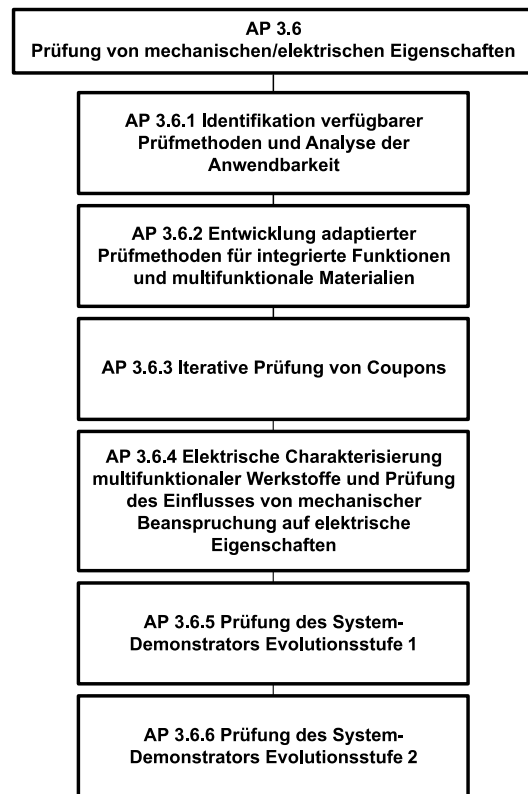 AP 3.6
Prüfung von mechanischen/elektrischen Eigenschaften
AP 3.6.1 Identifikation verfügbarer
Prüfmethoden und Analyse der
Anwendbarkeit
AP 3.6.2 Entwicklung adaptierter
Prüfmethoden für integrierte Funktionen
und multifunktionale Materialien
AP 3.6.3 Iterative Prüfung von Coupons
AP 3.6.4 Elektrische Charakterisierung
multifunktionaler Werkstoffe und Prüfung
des Einflusses von mechanischer
Beanspruchung auf elektrische
Eigenschaften
AP 3.6.5 Prüfung des System-
Demonstrators Evolutionsstufe 1
AP 3.6.6 Prüfung des System-
Demonstrators Evolutionsstufe 2